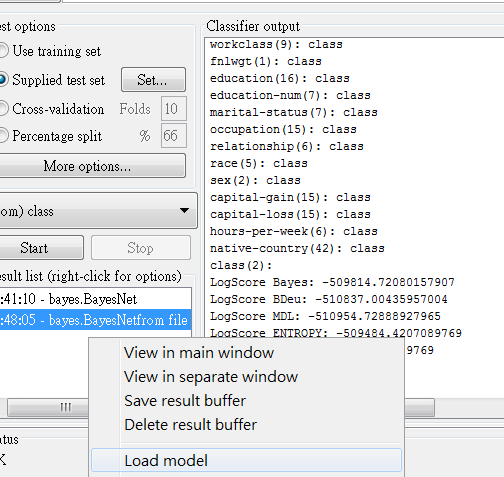 est options
Use training set
Supplied test set
Set...
Cross-validation Folds 10
Percentage split % 66
More options...
om) class
Start
Stop
esult list (right-click for options)
:41:10 - bayes.BayesNet
:48:05 - bayes.BayesNetfrom file
Classifier output
workclass(9): class
fnlwgt(1): class
education(16): class
education-num(7): class
marital-status(7): class
occupation(15): class
relationship(6): class
race(5): class
sex(2): class
capital-gain(15): class
capital-loss(15): class
hours-per-week(6): class
native-country(42): class
class(2):
LogScore Bayes: -509814.72080157907
LogScore BDeu: -510837.00435957004
LogScore MDL: -510954.72888927965
LogScore ENTROPY: -509484.4207089769
9769
View in main window
View in separate window
Save result buffer
Delete result buffer
Load model
atus
K